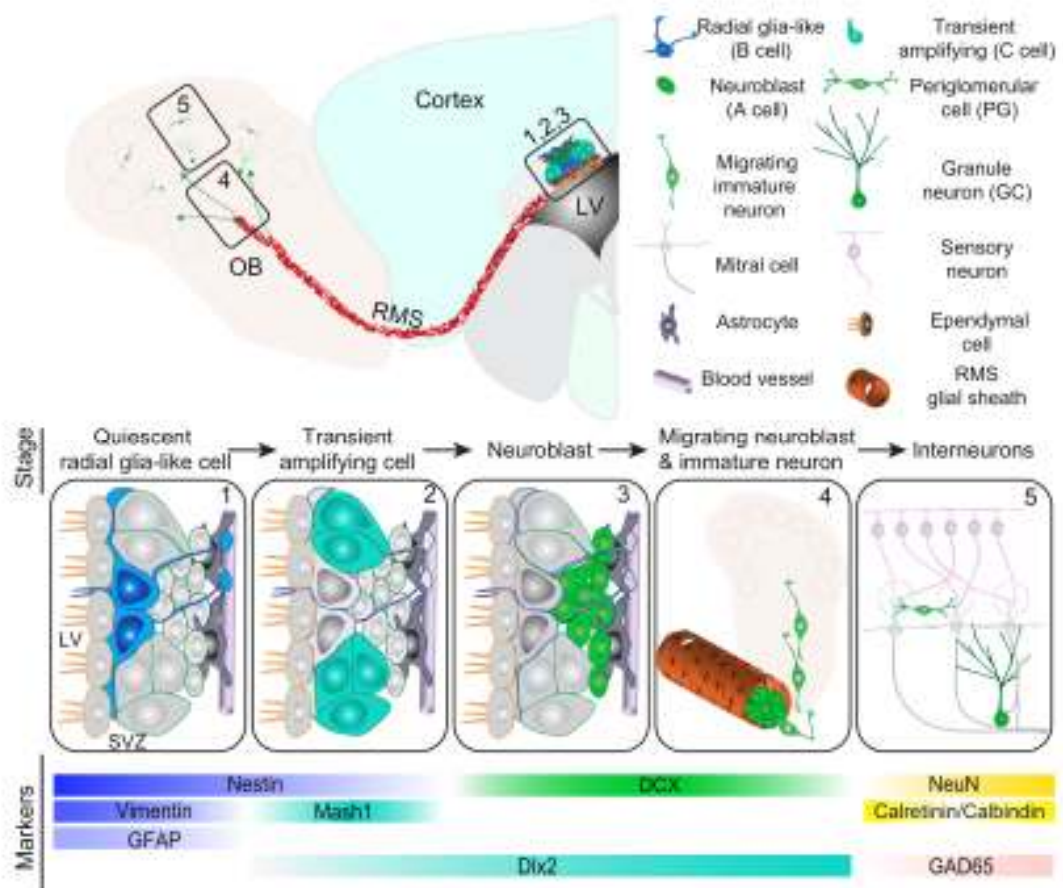 5
4
OB
RMS
Cortex
1,2,3
LV
Radial glia-like
(B cell)
Transient
amplifying (C cell)
Neuroblast
(A cell)
Periglomerular
cell (PG)
Migrating
immature
neuron
Granule
neuron (GC)
Mitral cell
Sensory
neuron
Astrocyte
Ependymal
cell
Blood vessel
RMS
glial sheath
Stage
Quiescent
radial glia-like cell
Transient
amplifying cell
Neuroblast
Migrating neuroblast
& immature neuron
Interneurons
1
2
3
4
5
LV
SVZ
Markers
Nestin
DCX
NeuN
Vimentin
Mash1
Calretinin/Calbindin
GFAP
Dlx2
GAD65